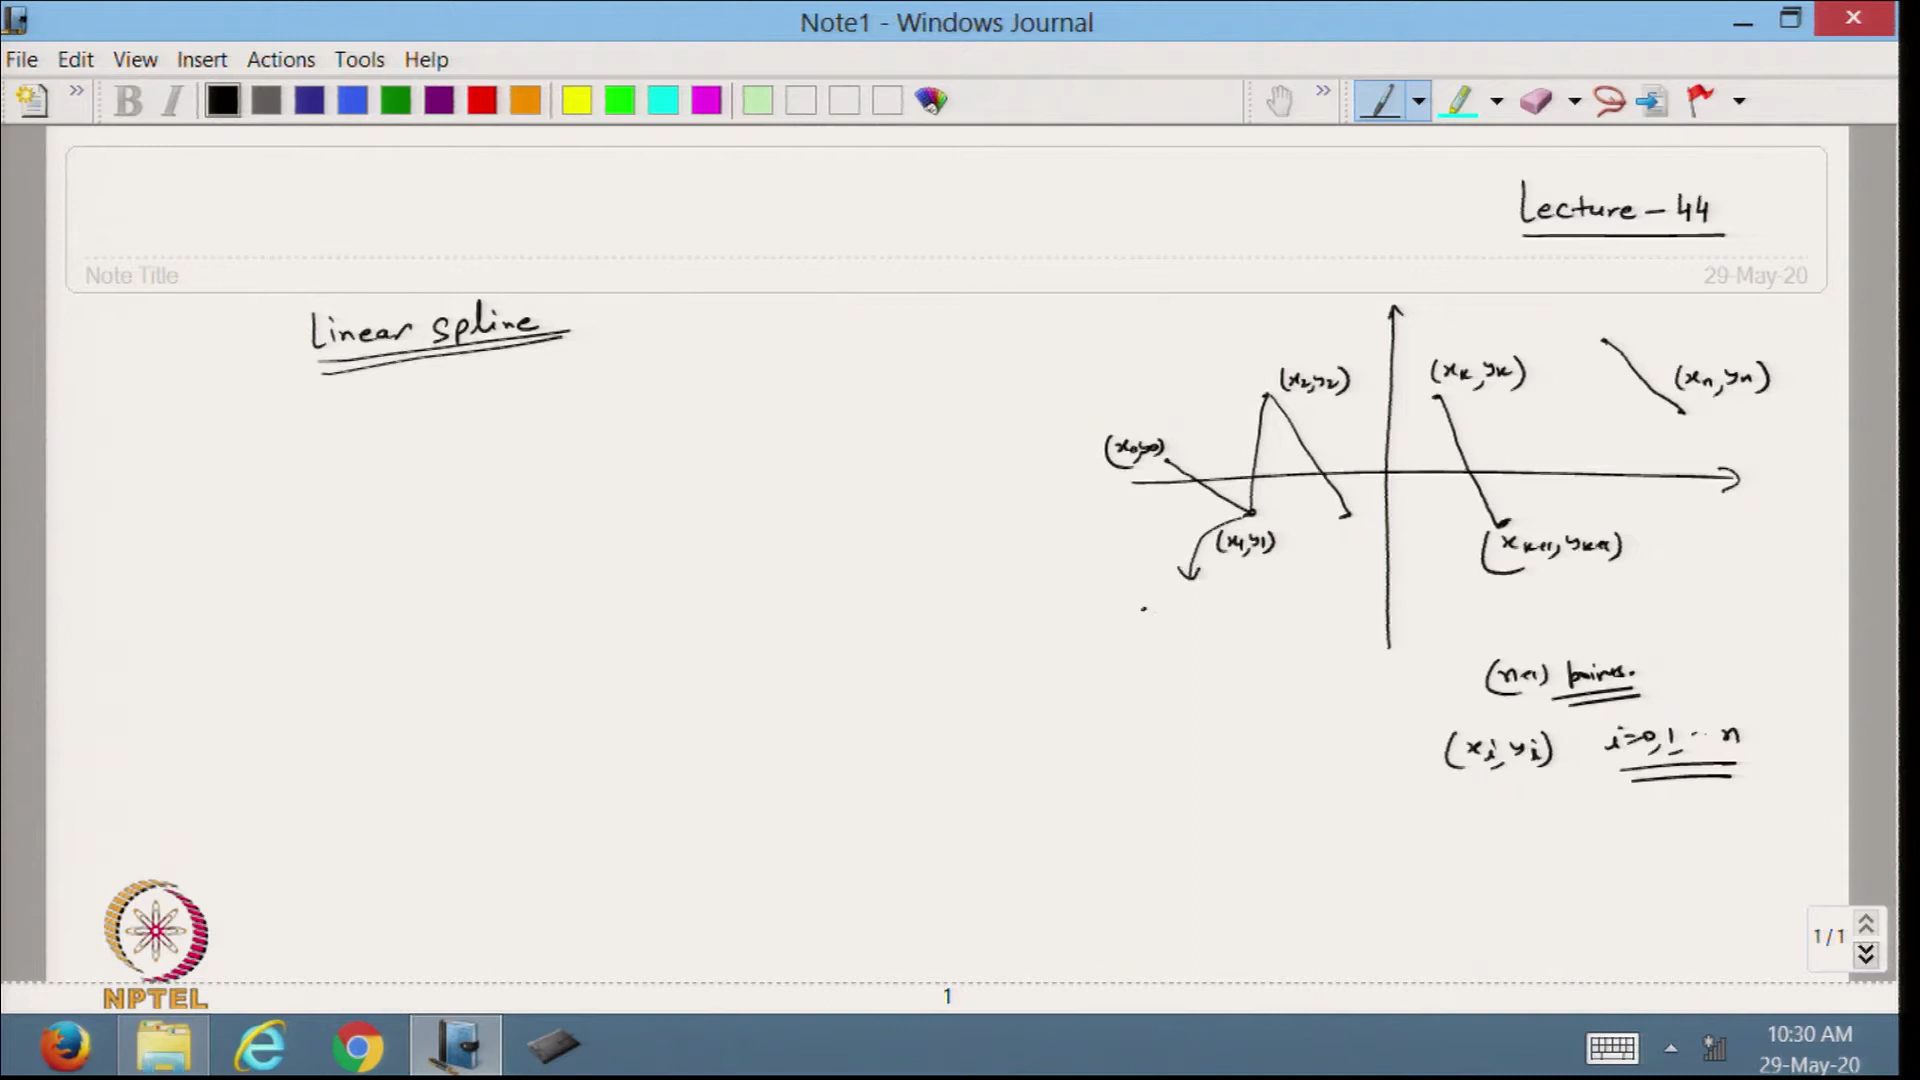 Note1 - Windows Journal
File Edit View Insert Actions Tools Help
B I
Lecture - 44
Note Title
29-May-20
Linear spline
(x₂,y₂)
(xₖ,yₖ)
(xₙ,yₙ)
(x₀,y₀)
(x₁,y₁)
(xₖ₊₁,yₖ₊₁)
(n+1) points.
(xᵢ,yᵢ) i=0,1 .. n
1 / 1
NPTEL
1
10:30 AM
29-May-20